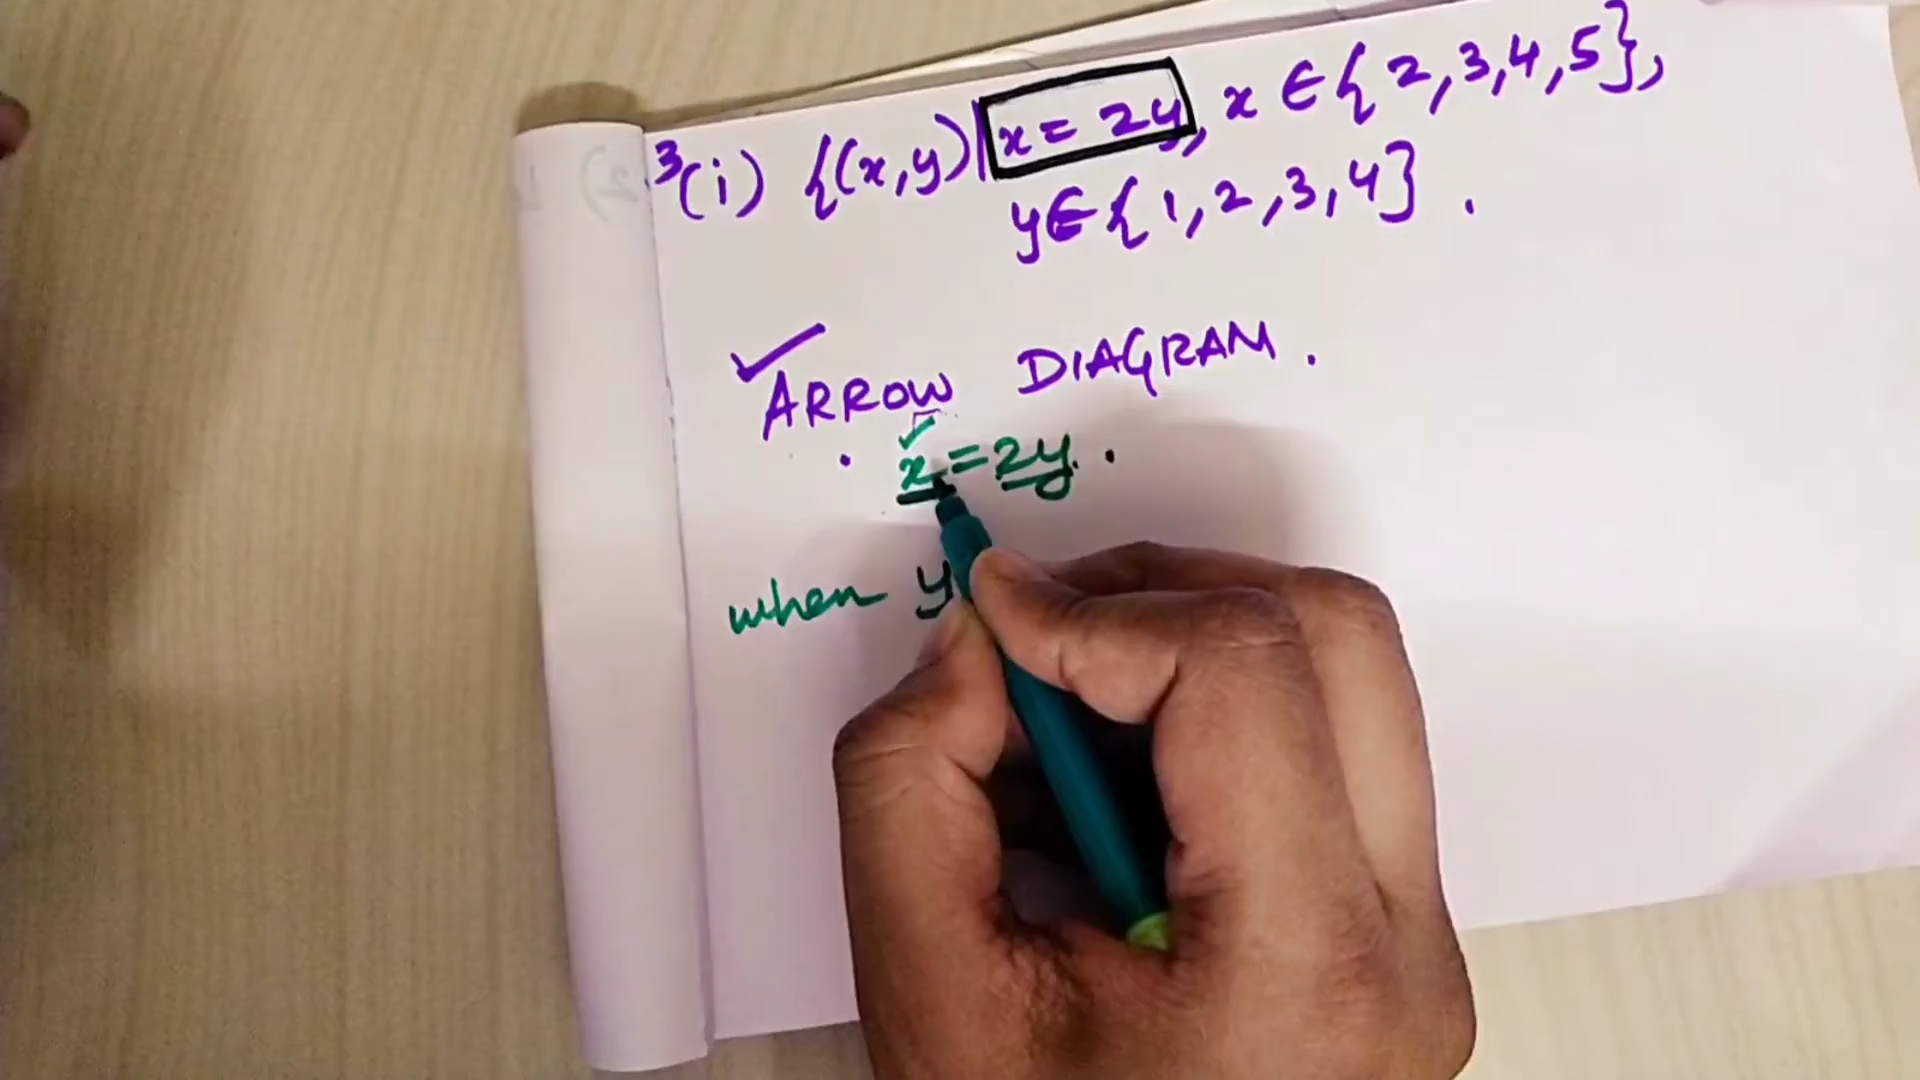 3(i) {(x,y)|x = 2y, x ∈ {2,3,4,5},
y∈{1,2,3,4} .
ARROW DIAGRAM.
x = 2y.
when y